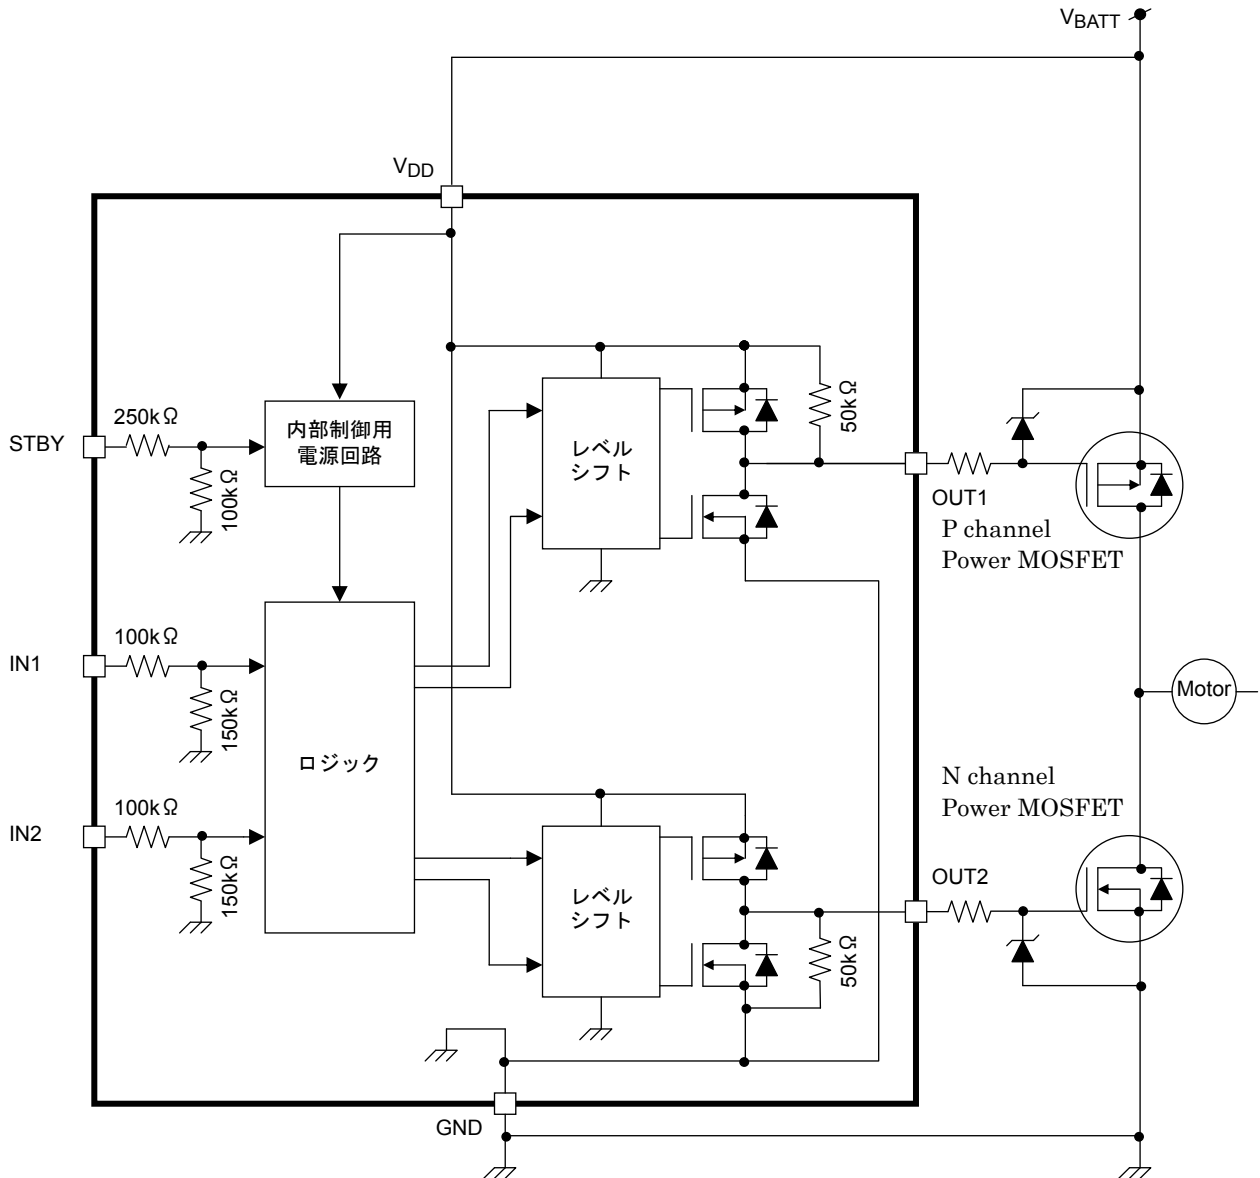 VBATT
VDD
STBY
250kΩ
100kΩ
内部制御用
電源回路
レベル
シフト
50kΩ
OUT1
P channel
Power MOSFET
IN1
100kΩ
150kΩ
ロジック
Motor
IN2
100kΩ
150kΩ
レベル
シフト
50kΩ
N channel
Power MOSFET
OUT2
GND